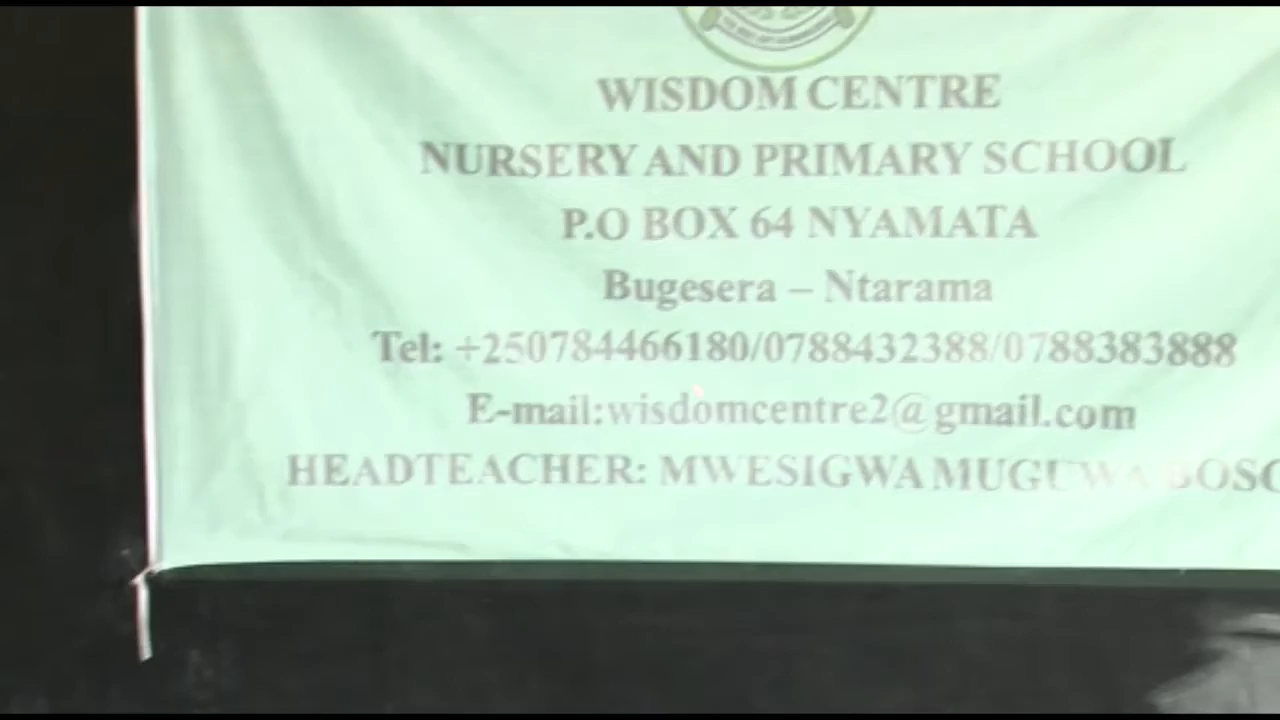 WISDOM CENTRE
NURSERY AND PRIMARY SCHOOL
P.O BOX 64 NYAMATA
Bugesera – Ntarama
Tel: +250784466180/0788432388/0788383888
E-mail:wisdomcentre2@gmail.com
HEADTEACHER: MWESIGWA